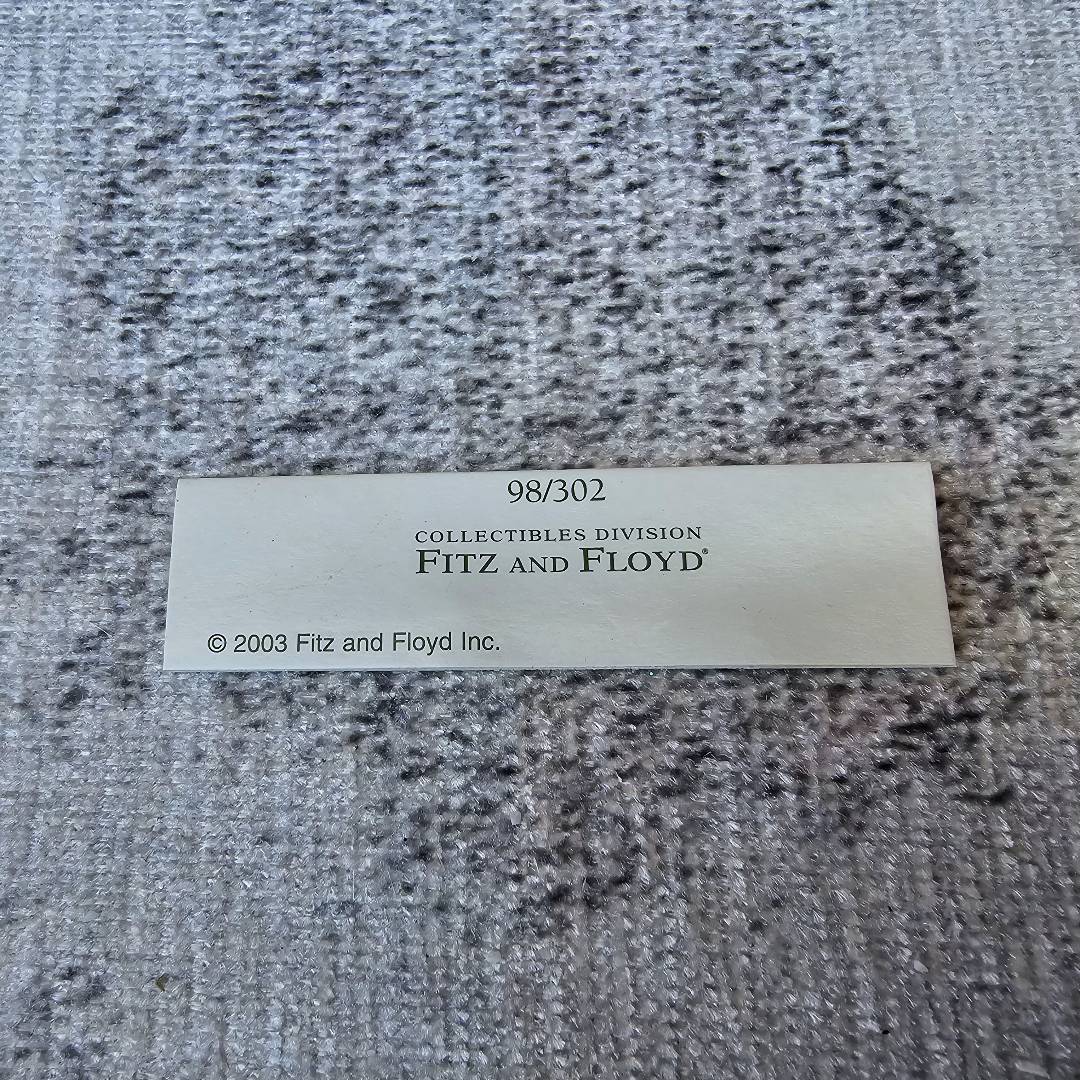 98/302
COLLECTIBLES DIVISION
FITZ AND FLOYD®
© 2003 Fitz and Floyd Inc.